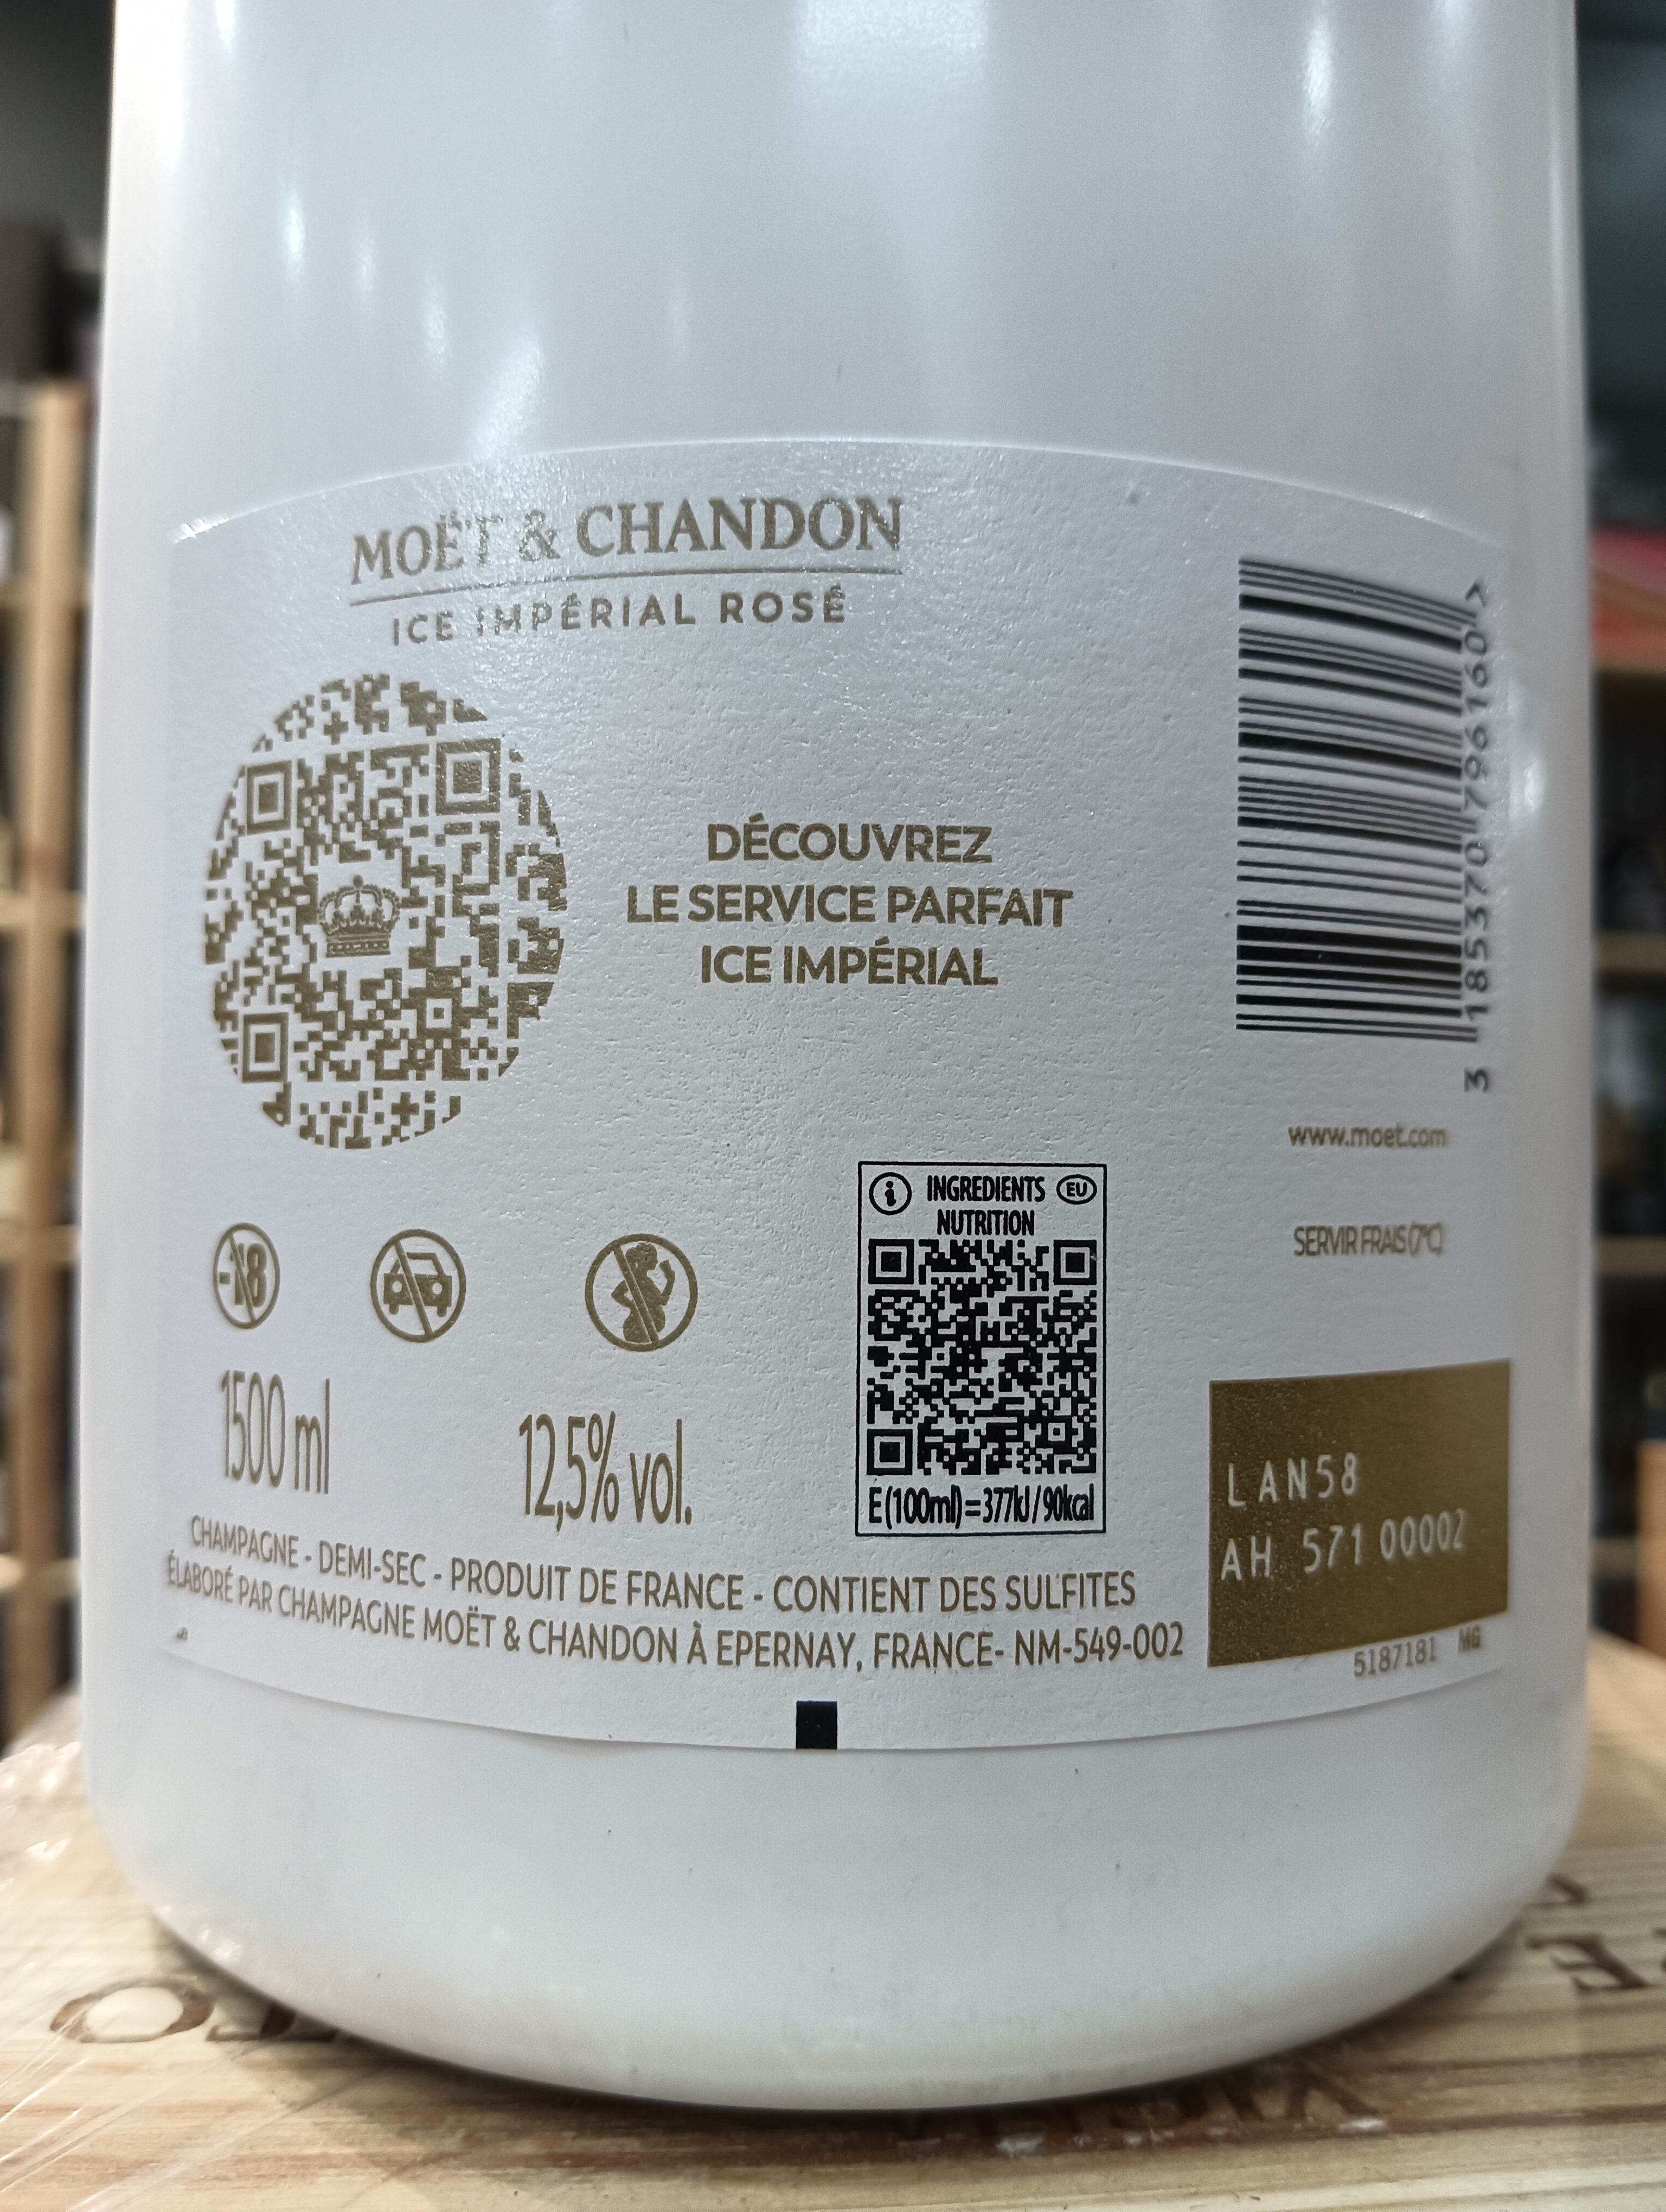 MOËT & CHANDON
ICE IMPÉRIAL ROSÉ
DÉCOUVREZ
LE SERVICE PARFAIT
ICE IMPÉRIAL
3 185370 796160 >
www.moet.com
SERVIR FRAIS (7°C)
i INGREDIENTS EU
NUTRITION
E (100ml) = 377kJ / 90kcal
-18
1500 ml
12,5% vol.
LAN58
AH 571 00002
CHAMPAGNE - DEMI-SEC - PRODUIT DE FRANCE - CONTIENT DES SULFITES
ÉLABORÉ PAR CHAMPAGNE MOËT & CHANDON À EPERNAY, FRANCE- NM-549-002
5187181 MG